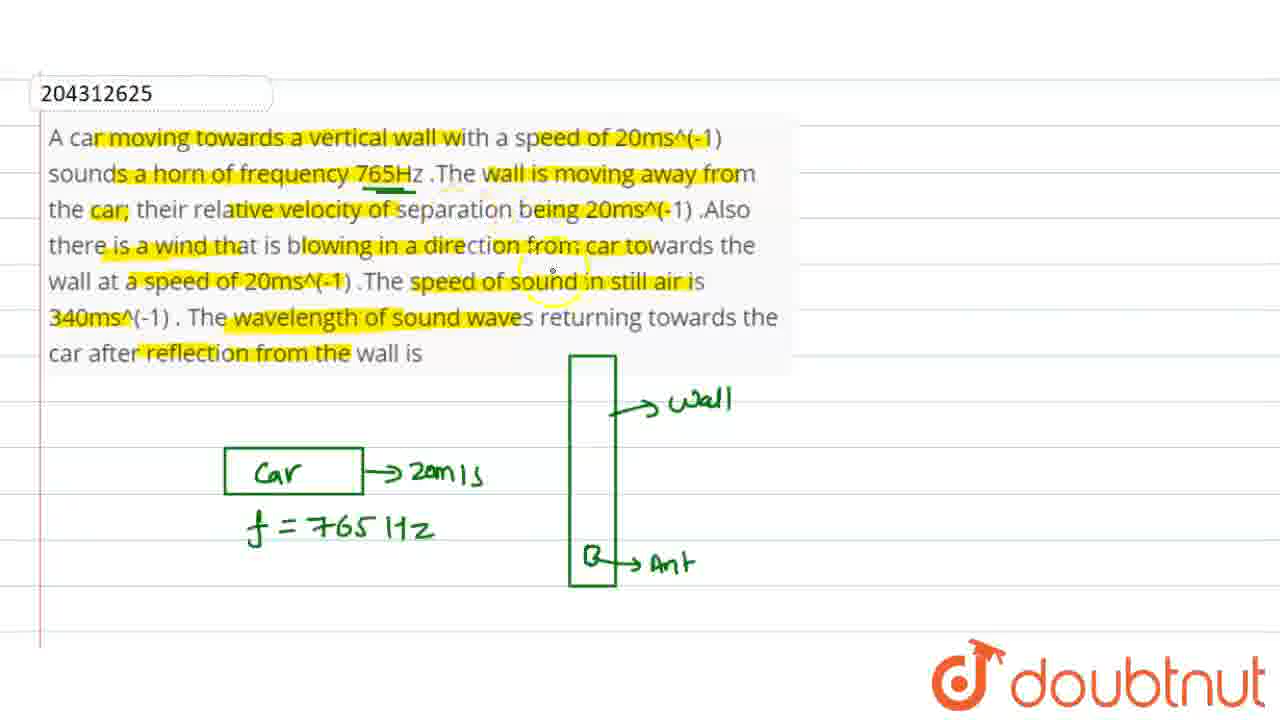 204312625
A car moving towards a vertical wall with a speed of 20ms^(-1)
sounds a horn of frequency 765Hz .The wall is moving away from
the car; their relative velocity of separation being 20ms^(-1) .Also
there is a wind that is blowing in a direction from car towards the
wall at a speed of 20ms^(-1) .The speed of sound in still air is
340ms^(-1) . The wavelength of sound waves returning towards the
car after reflection from the wall is
Wall
Car → 20m/s
f = 765 Hz
Ant
doubtnut